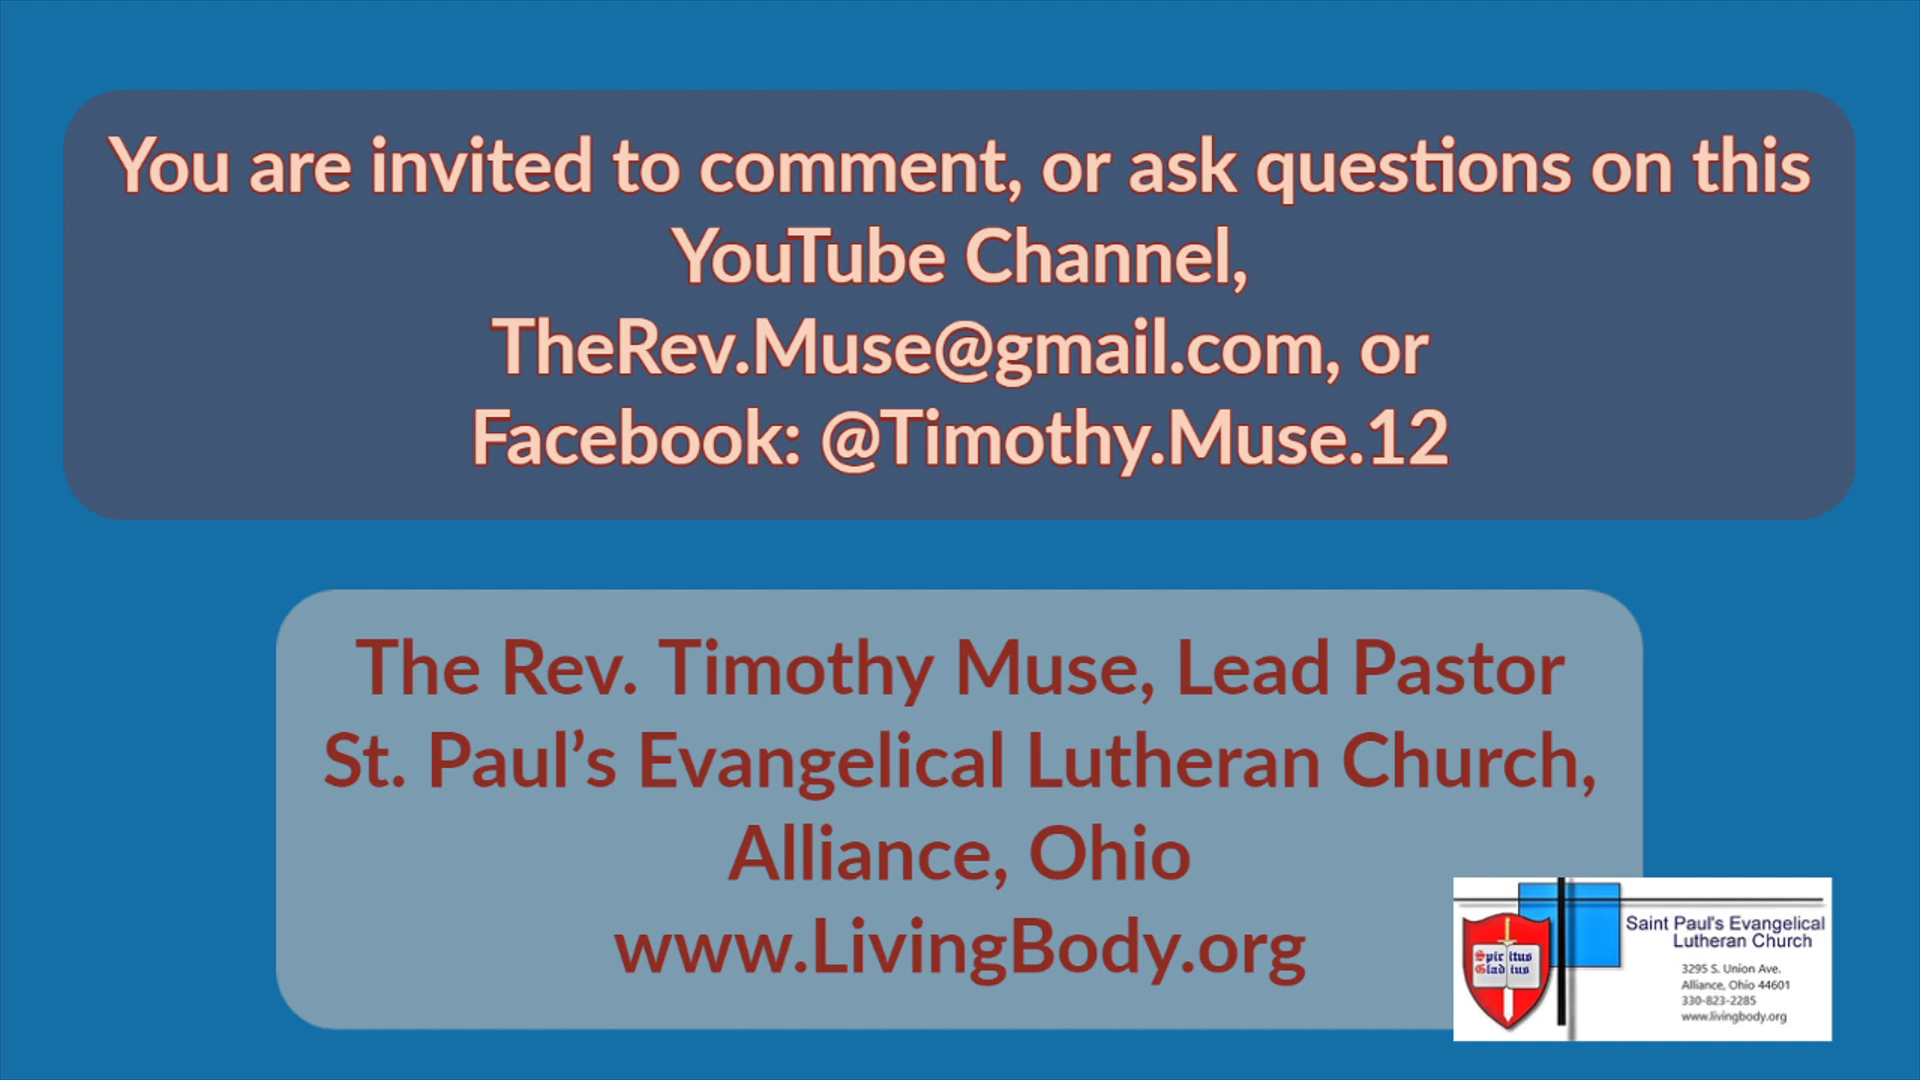 You are invited to comment, or ask questions on this
YouTube Channel,
TheRev.Muse@gmail.com, or
Facebook: @Timothy.Muse.12
The Rev. Timothy Muse, Lead Pastor
St. Paul’s Evangelical Lutheran Church,
Alliance, Ohio
www.LivingBody.org
Saint Paul's Evangelical
Lutheran Church
3295 S. Union Ave.
Alliance, Ohio 44601
330-823-2285
www.livingbody.org
Spiritus
Gladius